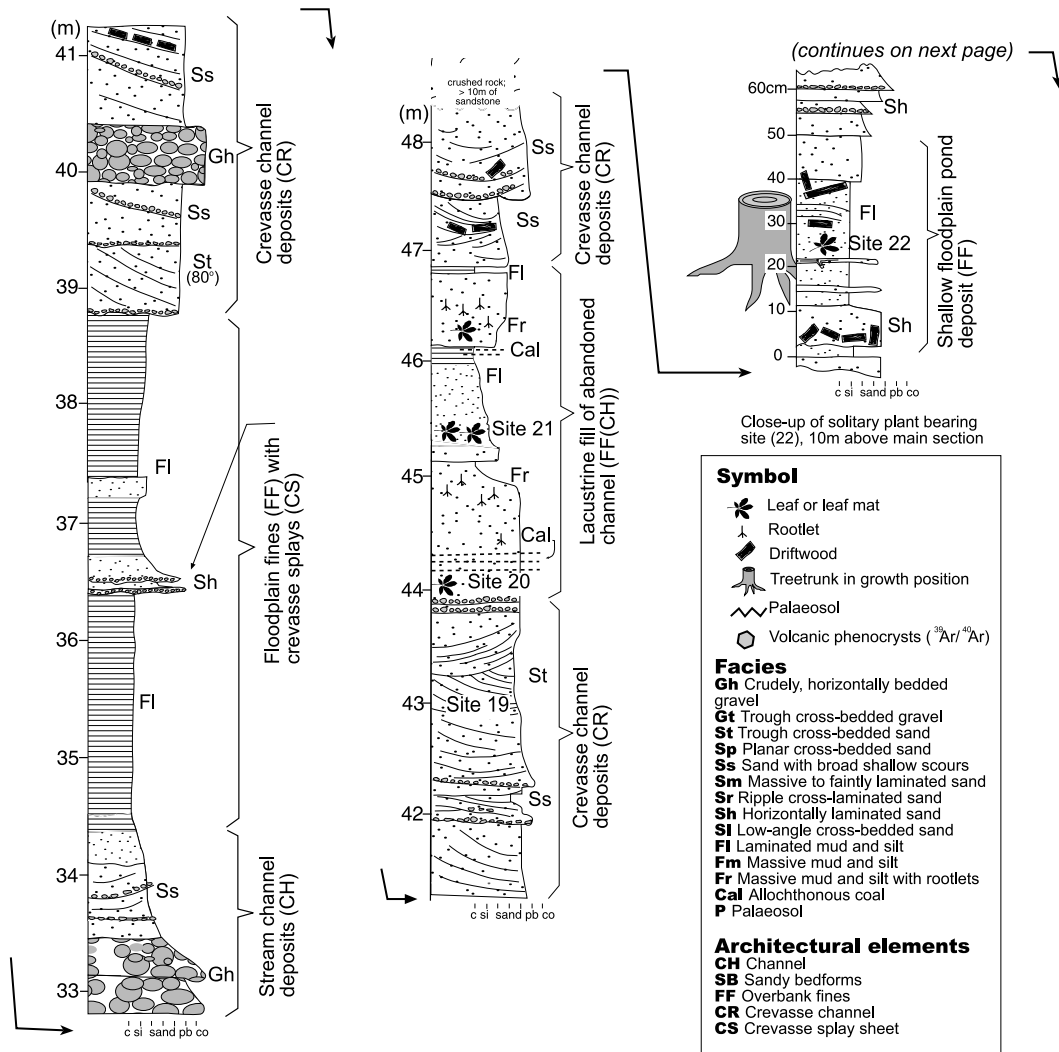 (m)
41
40
39
38
37
36
35
34
33
Ss
Gh
Ss
St
(80°)
Fl
Sh
Fl
Ss
Gh
Crevasse channel
deposits (CR)
Floodplain fines (FF) with
crevasse splays (CS)
Stream channel
deposits (CH)
c si sand pb co
crushed rock;
> 10m of
sandstone
(m)
48
47
46
45
44
43
42
Ss
Ss
Fl
Fr
Cal
Fl
Site 21
Fr
Cal
Site 20
St
Site 19
Ss
Crevasse channel
deposits (CR)
Lacustrine fill of abandoned
channel (FF(CH))
Crevasse channel
deposits (CR)
c si sand pb co
(continues on next page)
60cm
50
40
30
20
10
0
Sh
Fl
Site 22
Sh
Shallow floodplain pond
deposit (FF)
c si sand pb co
Close-up of solitary plant bearing
site (22), 10m above main section
Symbol
Leaf or leaf mat
Rootlet
Driftwood
Treetrunk in growth position
Palaeosol
Volcanic phenocrysts (³⁹Ar/⁴⁰Ar)
Facies
Gh Crudely, horizontally bedded
gravel
Gt Trough cross-bedded gravel
St Trough cross-bedded sand
Sp Planar cross-bedded sand
Ss Sand with broad shallow scours
Sm Massive to faintly laminated sand
Sr Ripple cross-laminated sand
Sh Horizontally laminated sand
Sl Low-angle cross-bedded sand
Fl Laminated mud and silt
Fm Massive mud and silt
Fr Massive mud and silt with rootlets
Cal Allochthonous coal
P Palaeosol
Architectural elements
CH Channel
SB Sandy bedforms
FF Overbank fines
CR Crevasse channel
CS Crevasse splay sheet